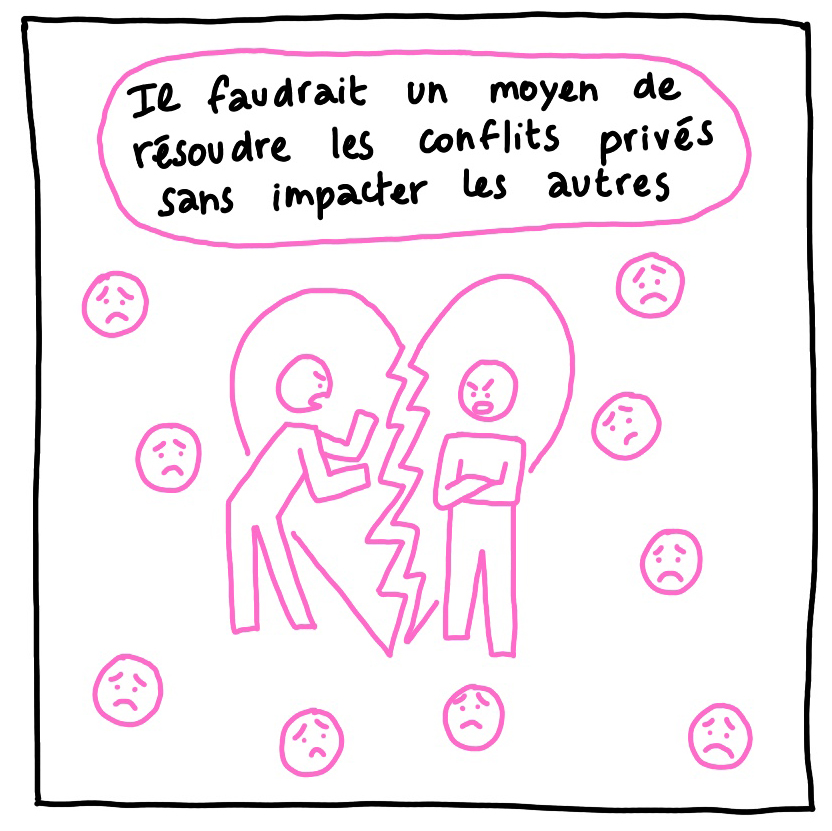 Il faudrait un moyen de
résoudre les conflits privés
sans impacter les autres